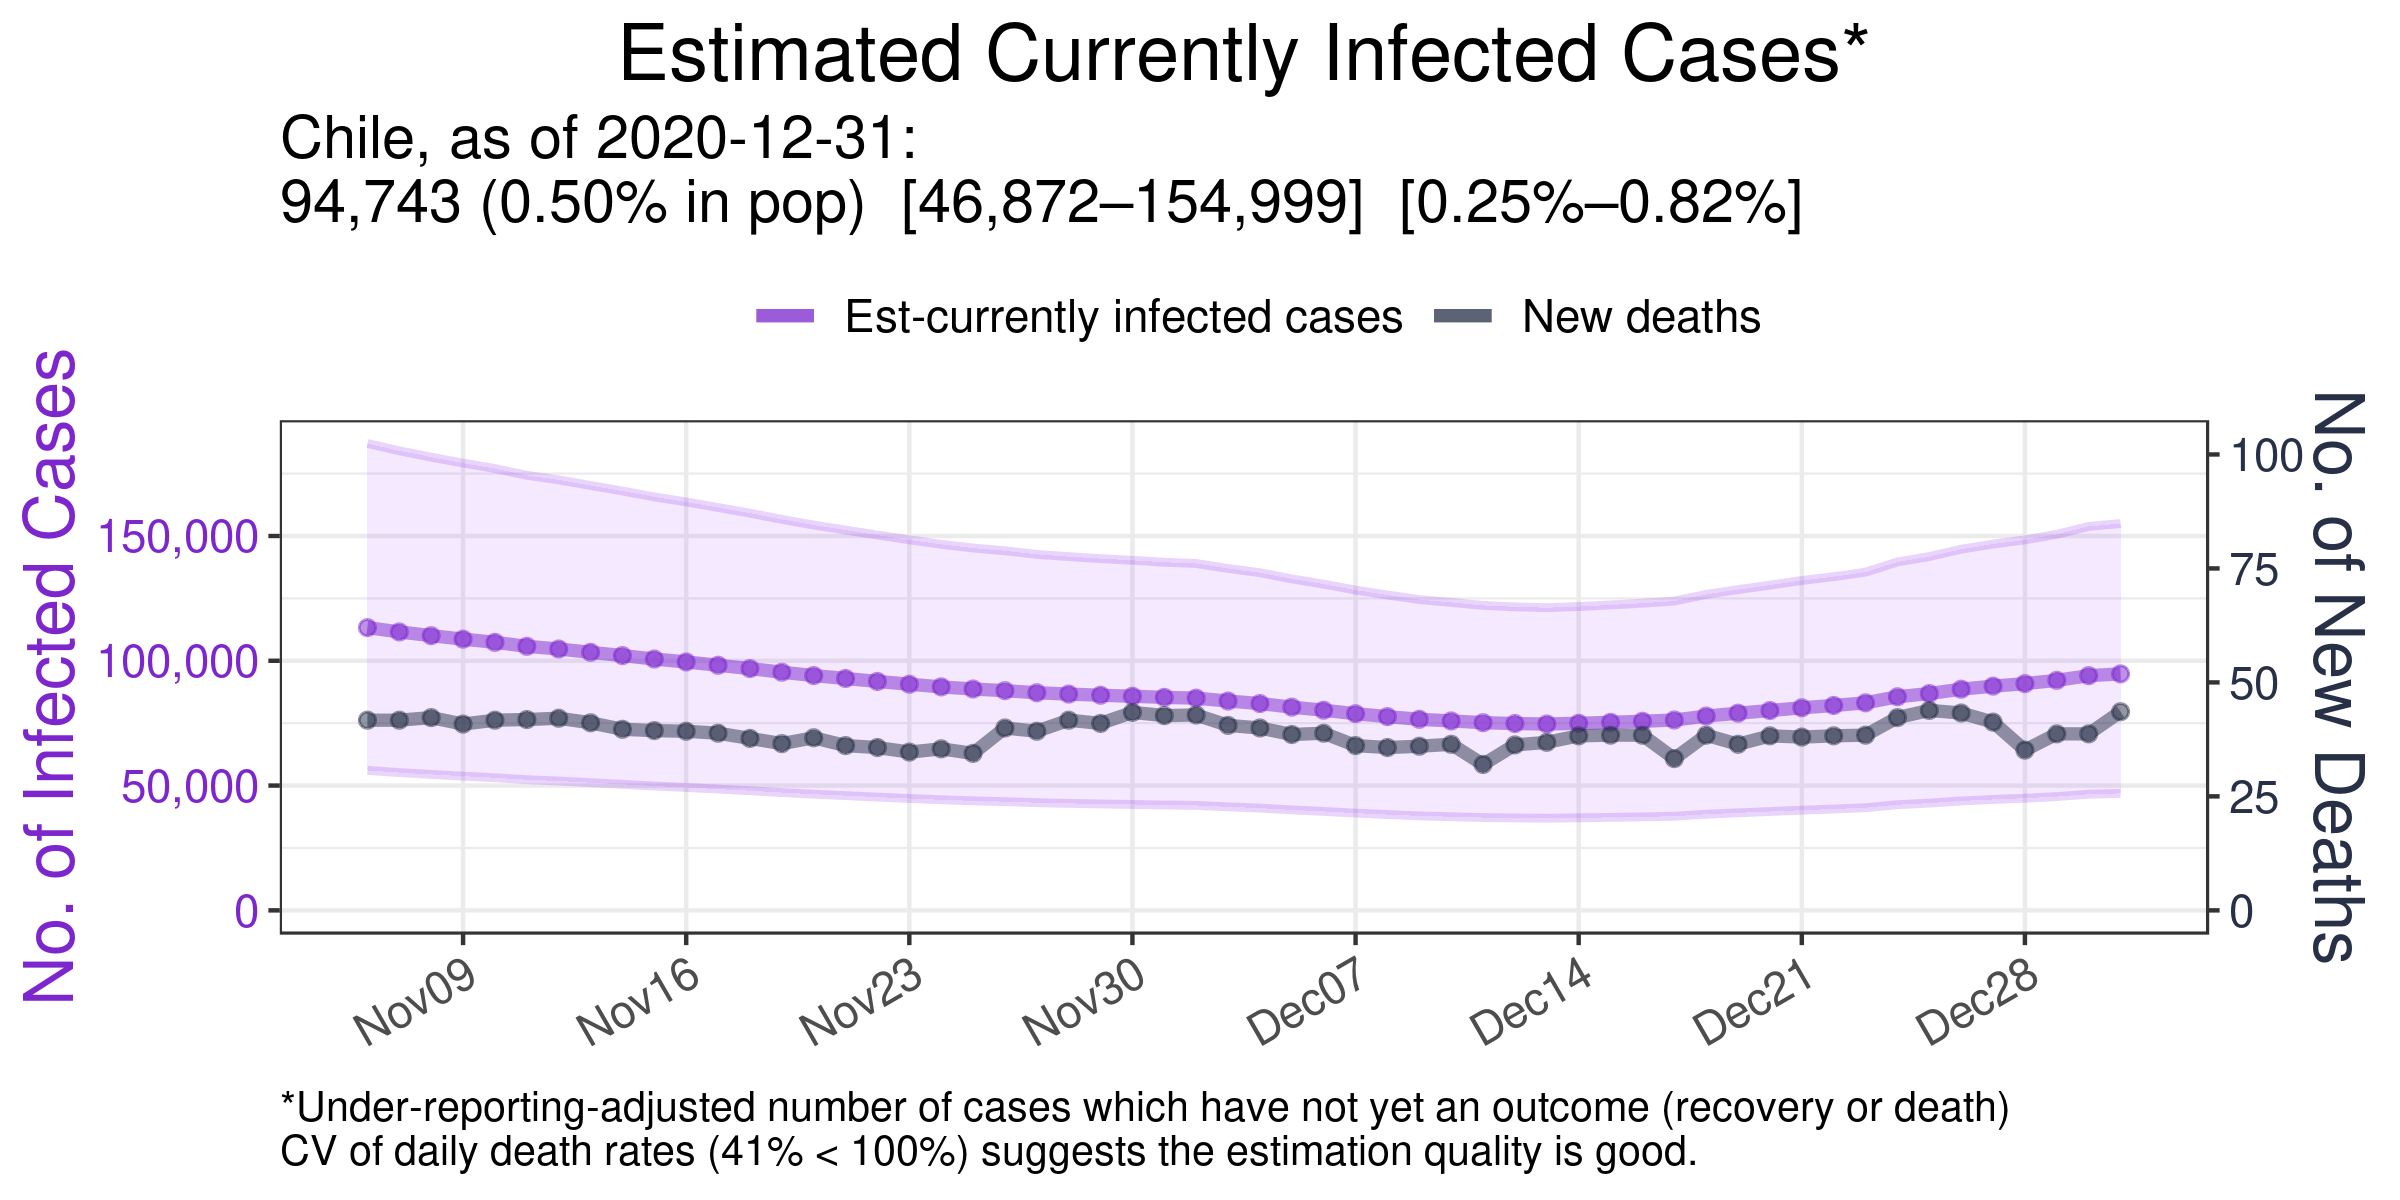 Estimated Currently Infected Cases*
Chile, as of 2020-12-31:
94,743 (0.50% in pop)  [46,872–154,999]  [0.25%–0.82%]
Est-currently infected cases
New deaths
No. of Infected Cases
150,000
100,000
50,000
0
100
75
50
25
0
No. of New Deaths
Nov09
Nov16
Nov23
Nov30
Dec07
Dec14
Dec21
Dec28
*Under-reporting-adjusted number of cases which have not yet an outcome (recovery or death)
CV of daily death rates (41% < 100%) suggests the estimation quality is good.